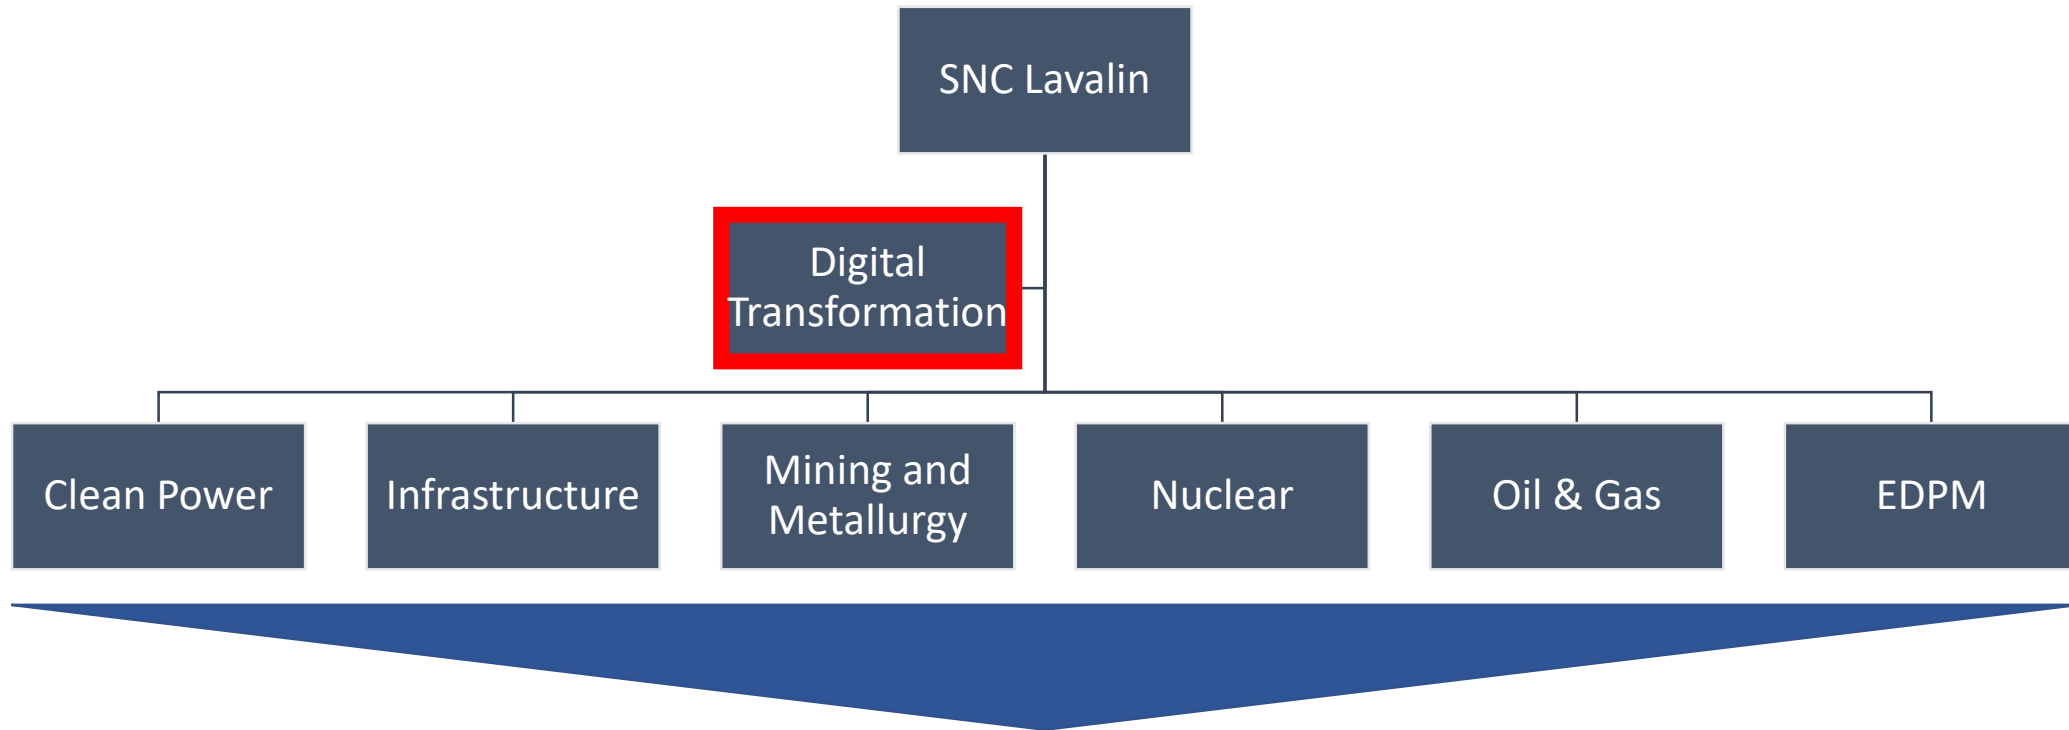 SNC Lavalin
Digital
Transformation
Clean Power
Infrastructure
Mining and
Metallurgy
Nuclear
Oil & Gas
EDPM